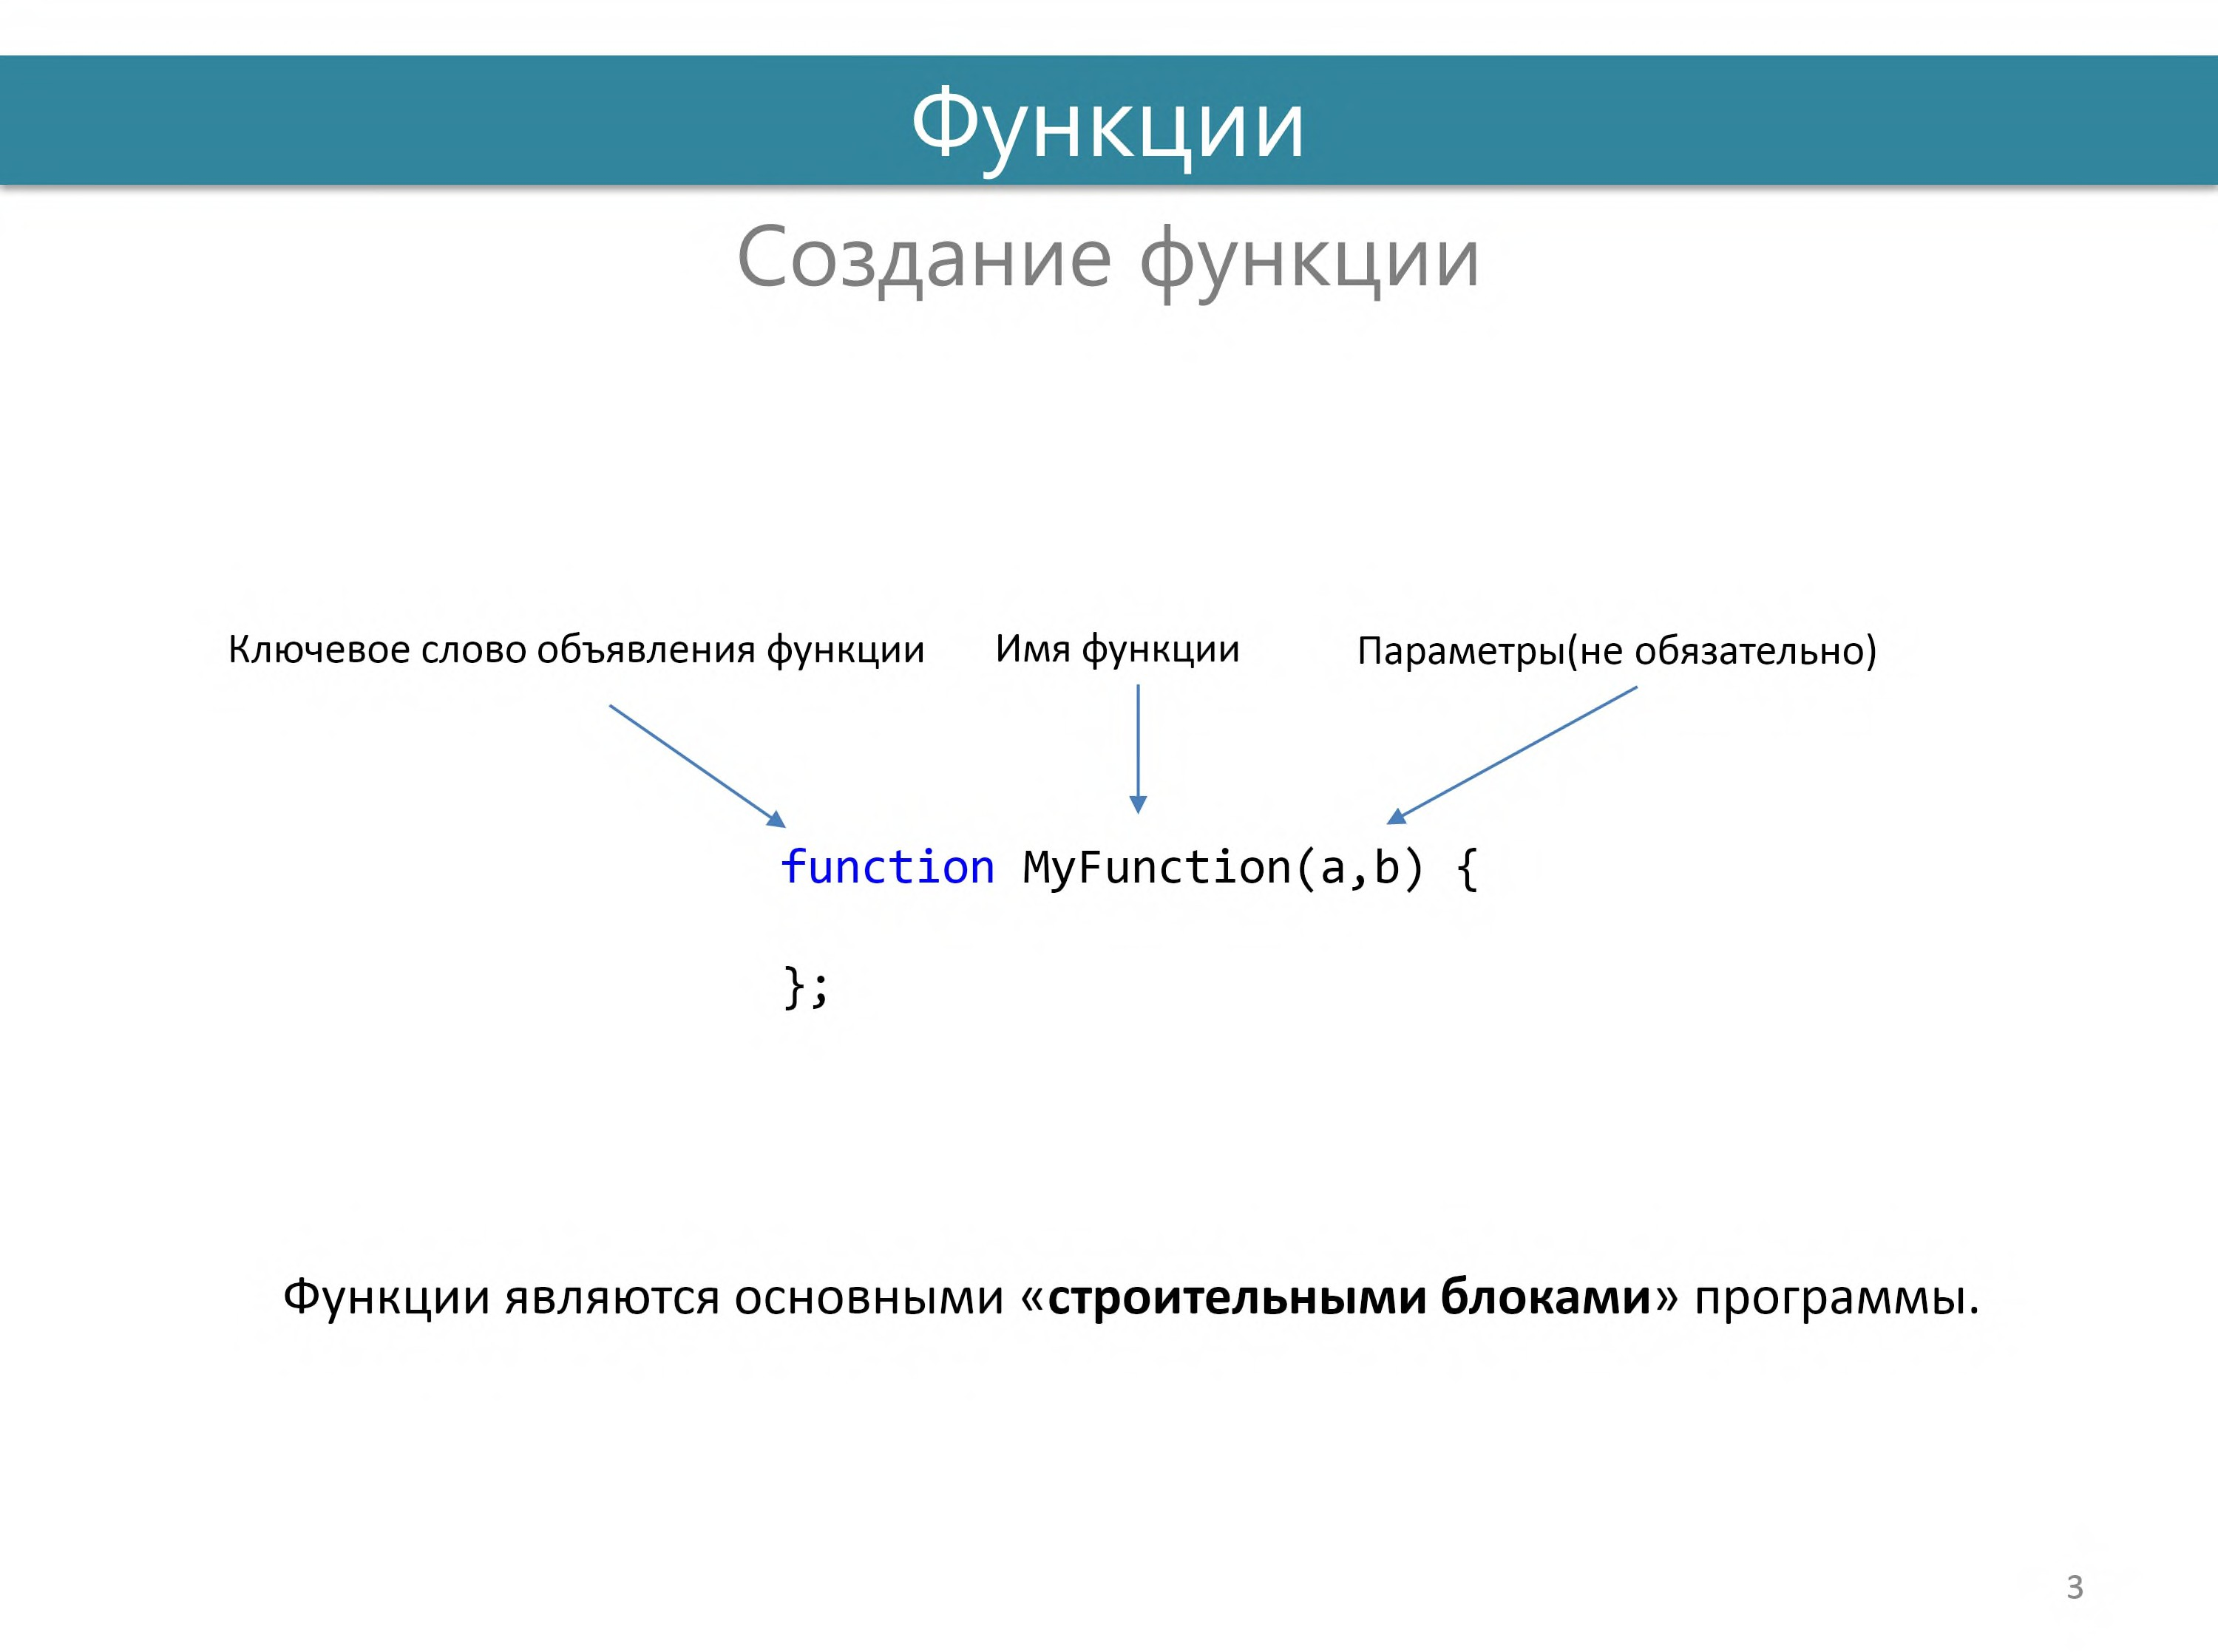 Функции
Создание функции
Ключевое слово объявления функции Имя функции Параметры(не обязательно)
function MyFunction(a,b) {
};
Функции являются основными «строительными блоками» программы.
3